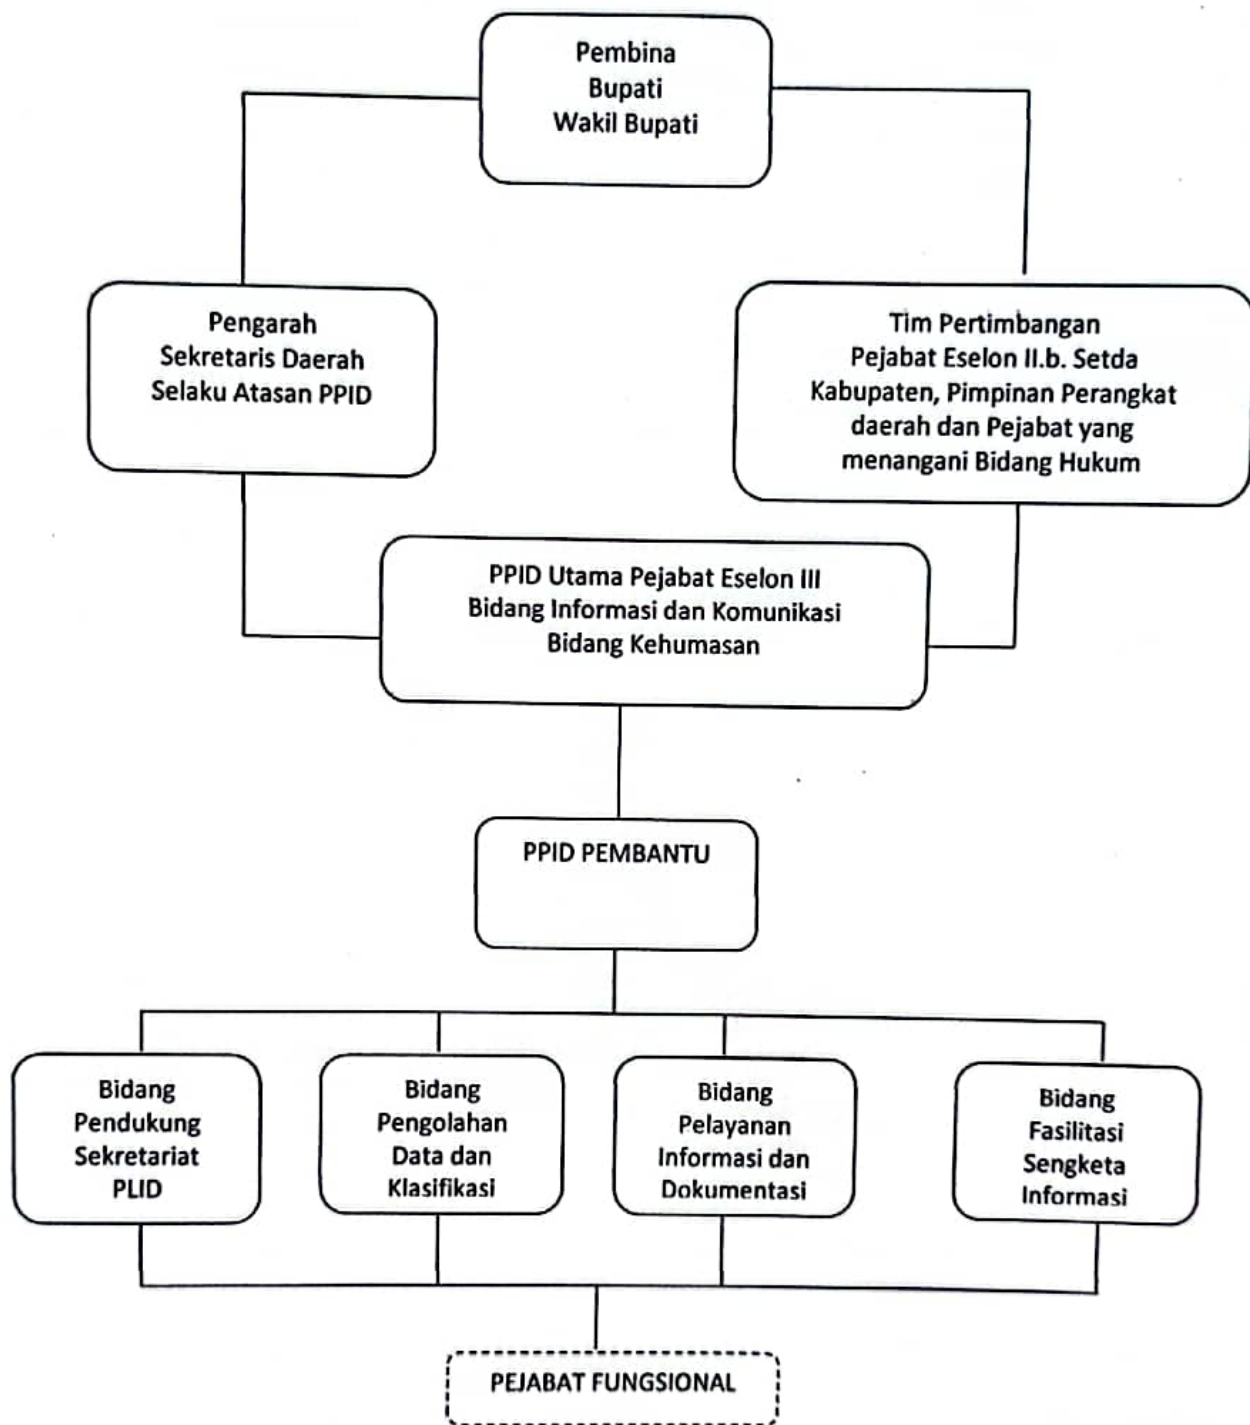 Pembina
Bupati
Wakil Bupati
Pengarah
Sekretaris Daerah
Selaku Atasan PPID
Tim Pertimbangan
Pejabat Eselon II.b. Setda
Kabupaten, Pimpinan Perangkat
daerah dan Pejabat yang
menangani Bidang Hukum
PPID Utama Pejabat Eselon III
Bidang Informasi dan Komunikasi
Bidang Kehumasan
PPID PEMBANTU
Bidang
Pendukung
Sekretariat
PLID
Bidang
Pengolahan
Data dan
Klasifikasi
Bidang
Pelayanan
Informasi dan
Dokumentasi
Bidang
Fasilitasi
Sengketa
Informasi
PEJABAT FUNGSIONAL